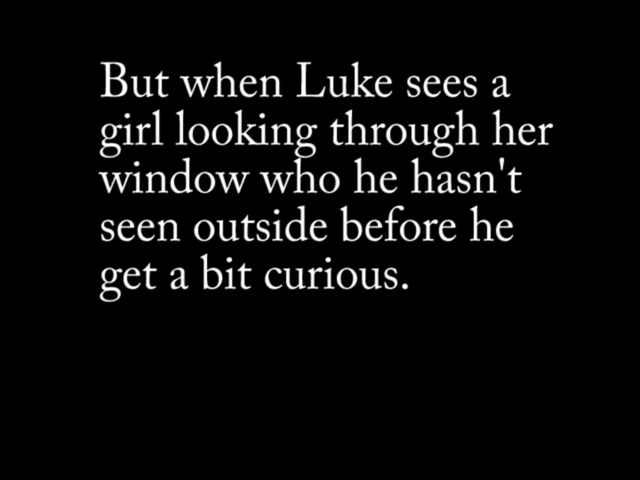 But when Luke sees a
girl looking through her
window who he hasn't
seen outside before he
get a bit curious.